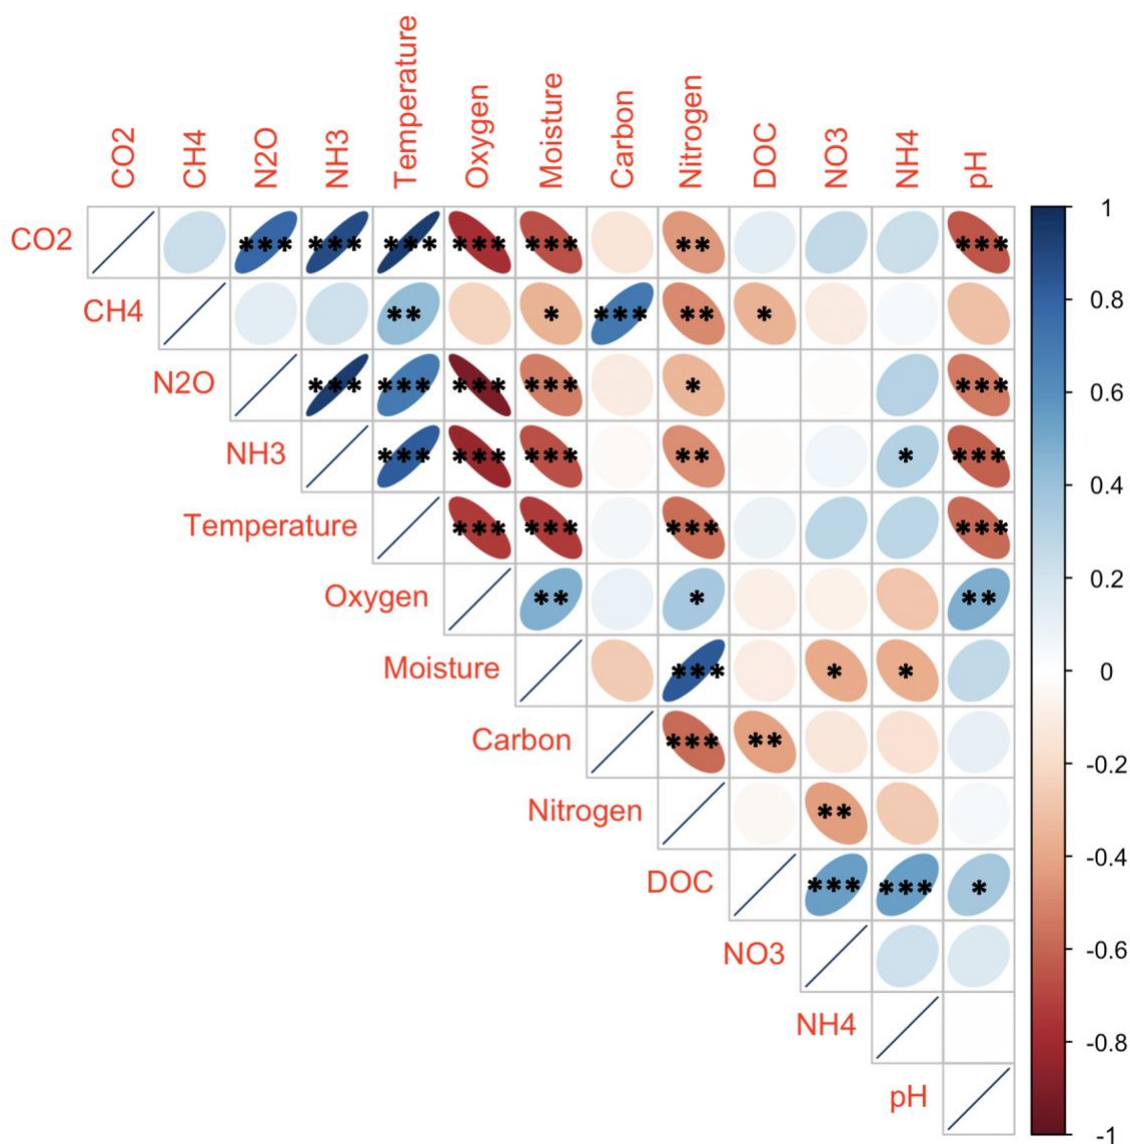 CO2 CH4 N2O NH3 Temperature Oxygen Moisture Carbon Nitrogen DOC NO3 NH4 pH
CO2 *** *** *** *** *** ** *** 1
CH4 ** * *** ** * 0.8
N2O *** *** *** *** * ***
NH3 *** *** *** ** * *** 0.6
Temperature *** *** *** *** 0.4
Oxygen ** * ** 0.2
Moisture *** * * 0
Carbon *** ** -0.2
Nitrogen ** -0.4
DOC *** *** *
NO3 -0.6
NH4 -0.8
pH -1